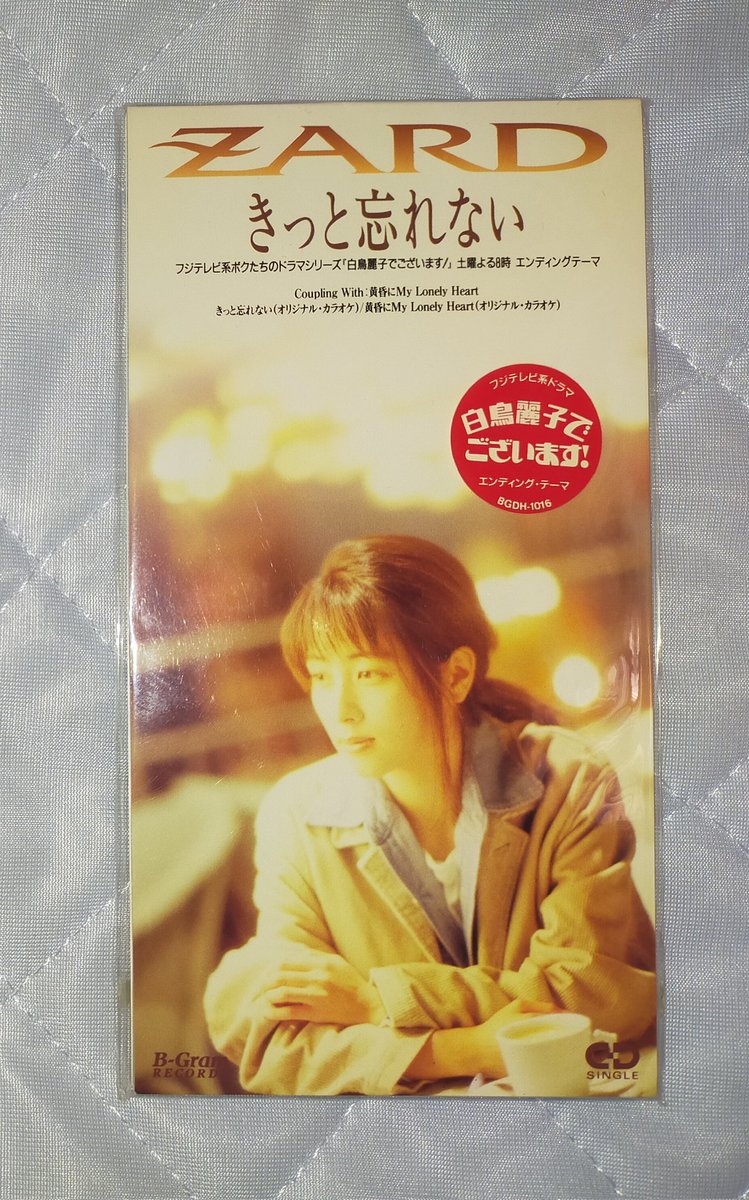 ZARD
きっと忘れない
フジテレビ系ボクたちのドラマシリーズ「白鳥麗子でございます!」土曜よる8時 エンディングテーマ
Coupling With:黄昏にMy Lonely Heart
きっと忘れない(オリジナル・カラオケ)/黄昏にMy Lonely Heart(オリジナル・カラオケ)
フジテレビ系ドラマ
白鳥麗子で
ございます!
エンディング・テーマ
BGDH-1016
B-Gram
RECORDS
CD
SINGLE